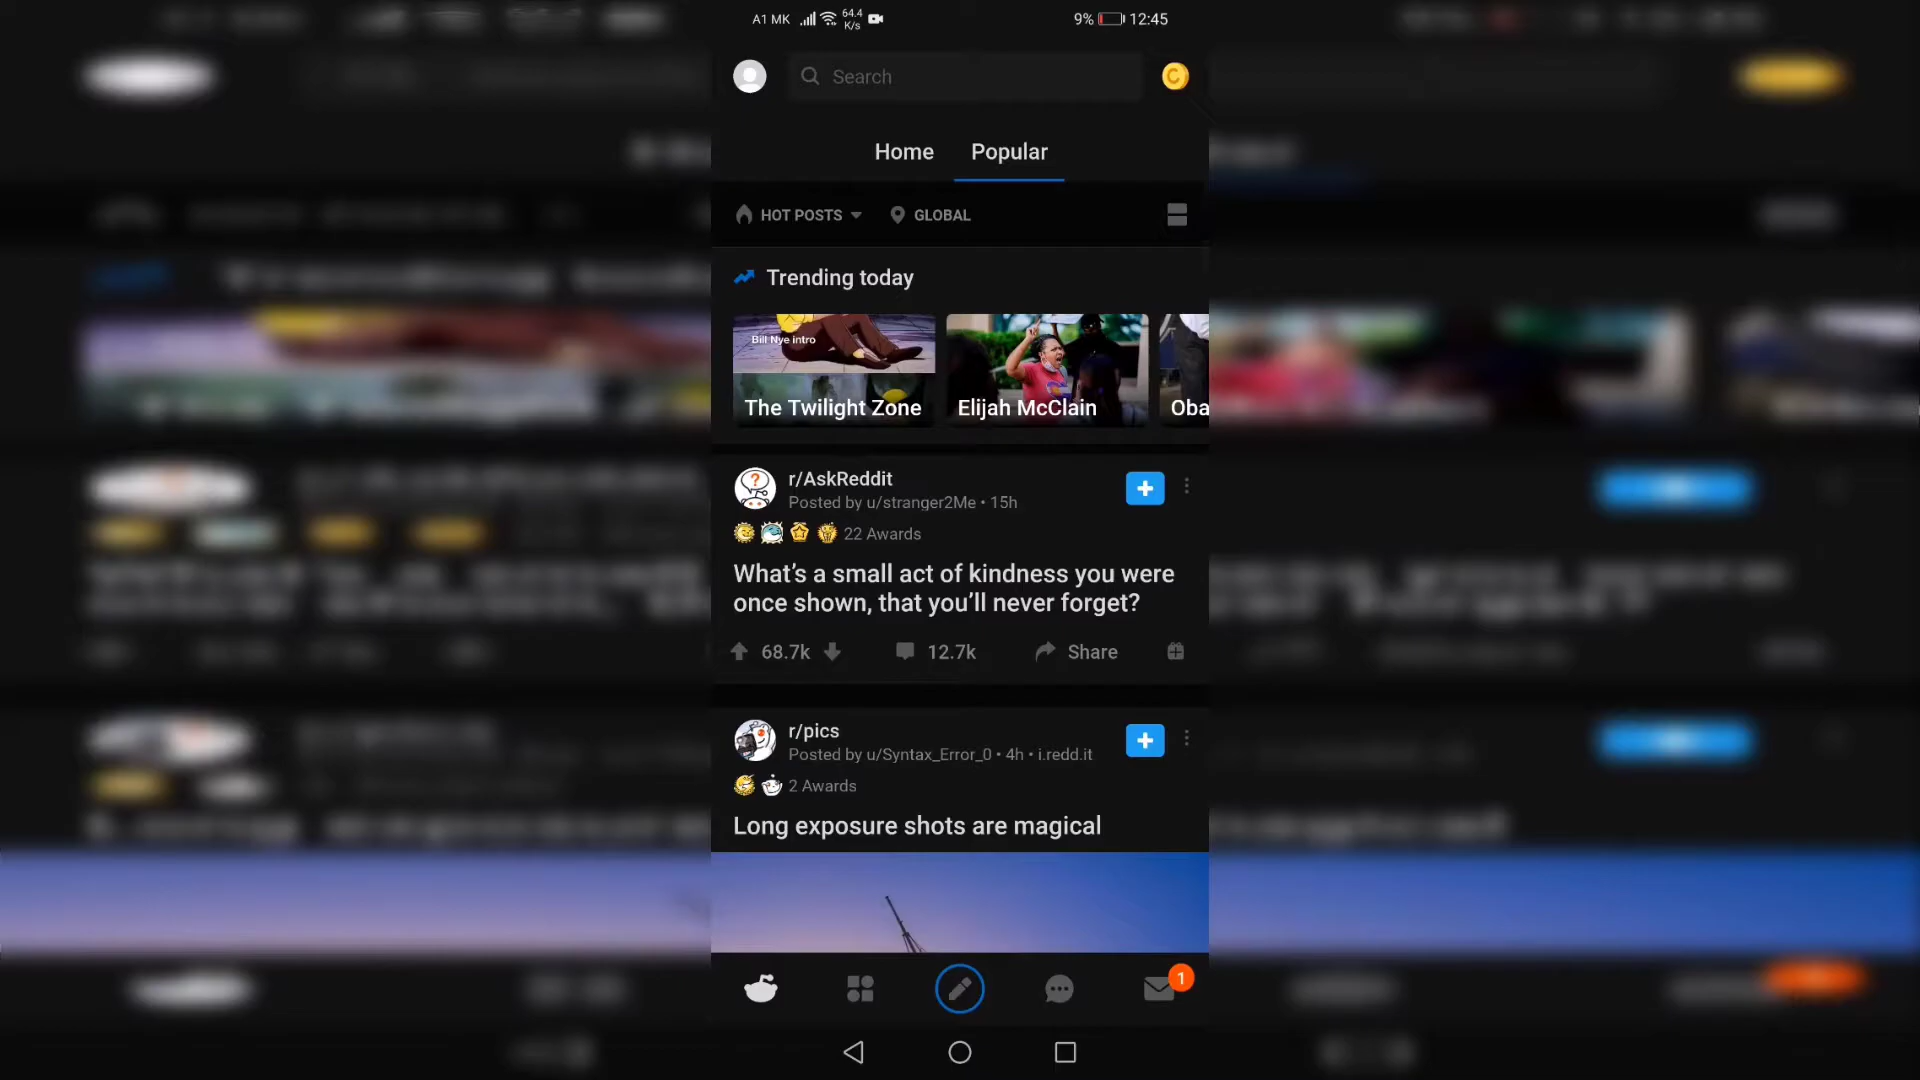 A1 MK 64.4 K/s 9% 12:45
Search
Home Popular
HOT POSTS GLOBAL
Trending today
Bill Nye intro
The Twilight Zone Elijah McClain Oba
r/AskReddit
Posted by u/stranger2Me • 15h
22 Awards
What's a small act of kindness you were
once shown, that you'll never forget?
68.7k 12.7k Share
r/pics
Posted by u/Syntax_Error_0 • 4h • i.redd.it
2 Awards
Long exposure shots are magical
1